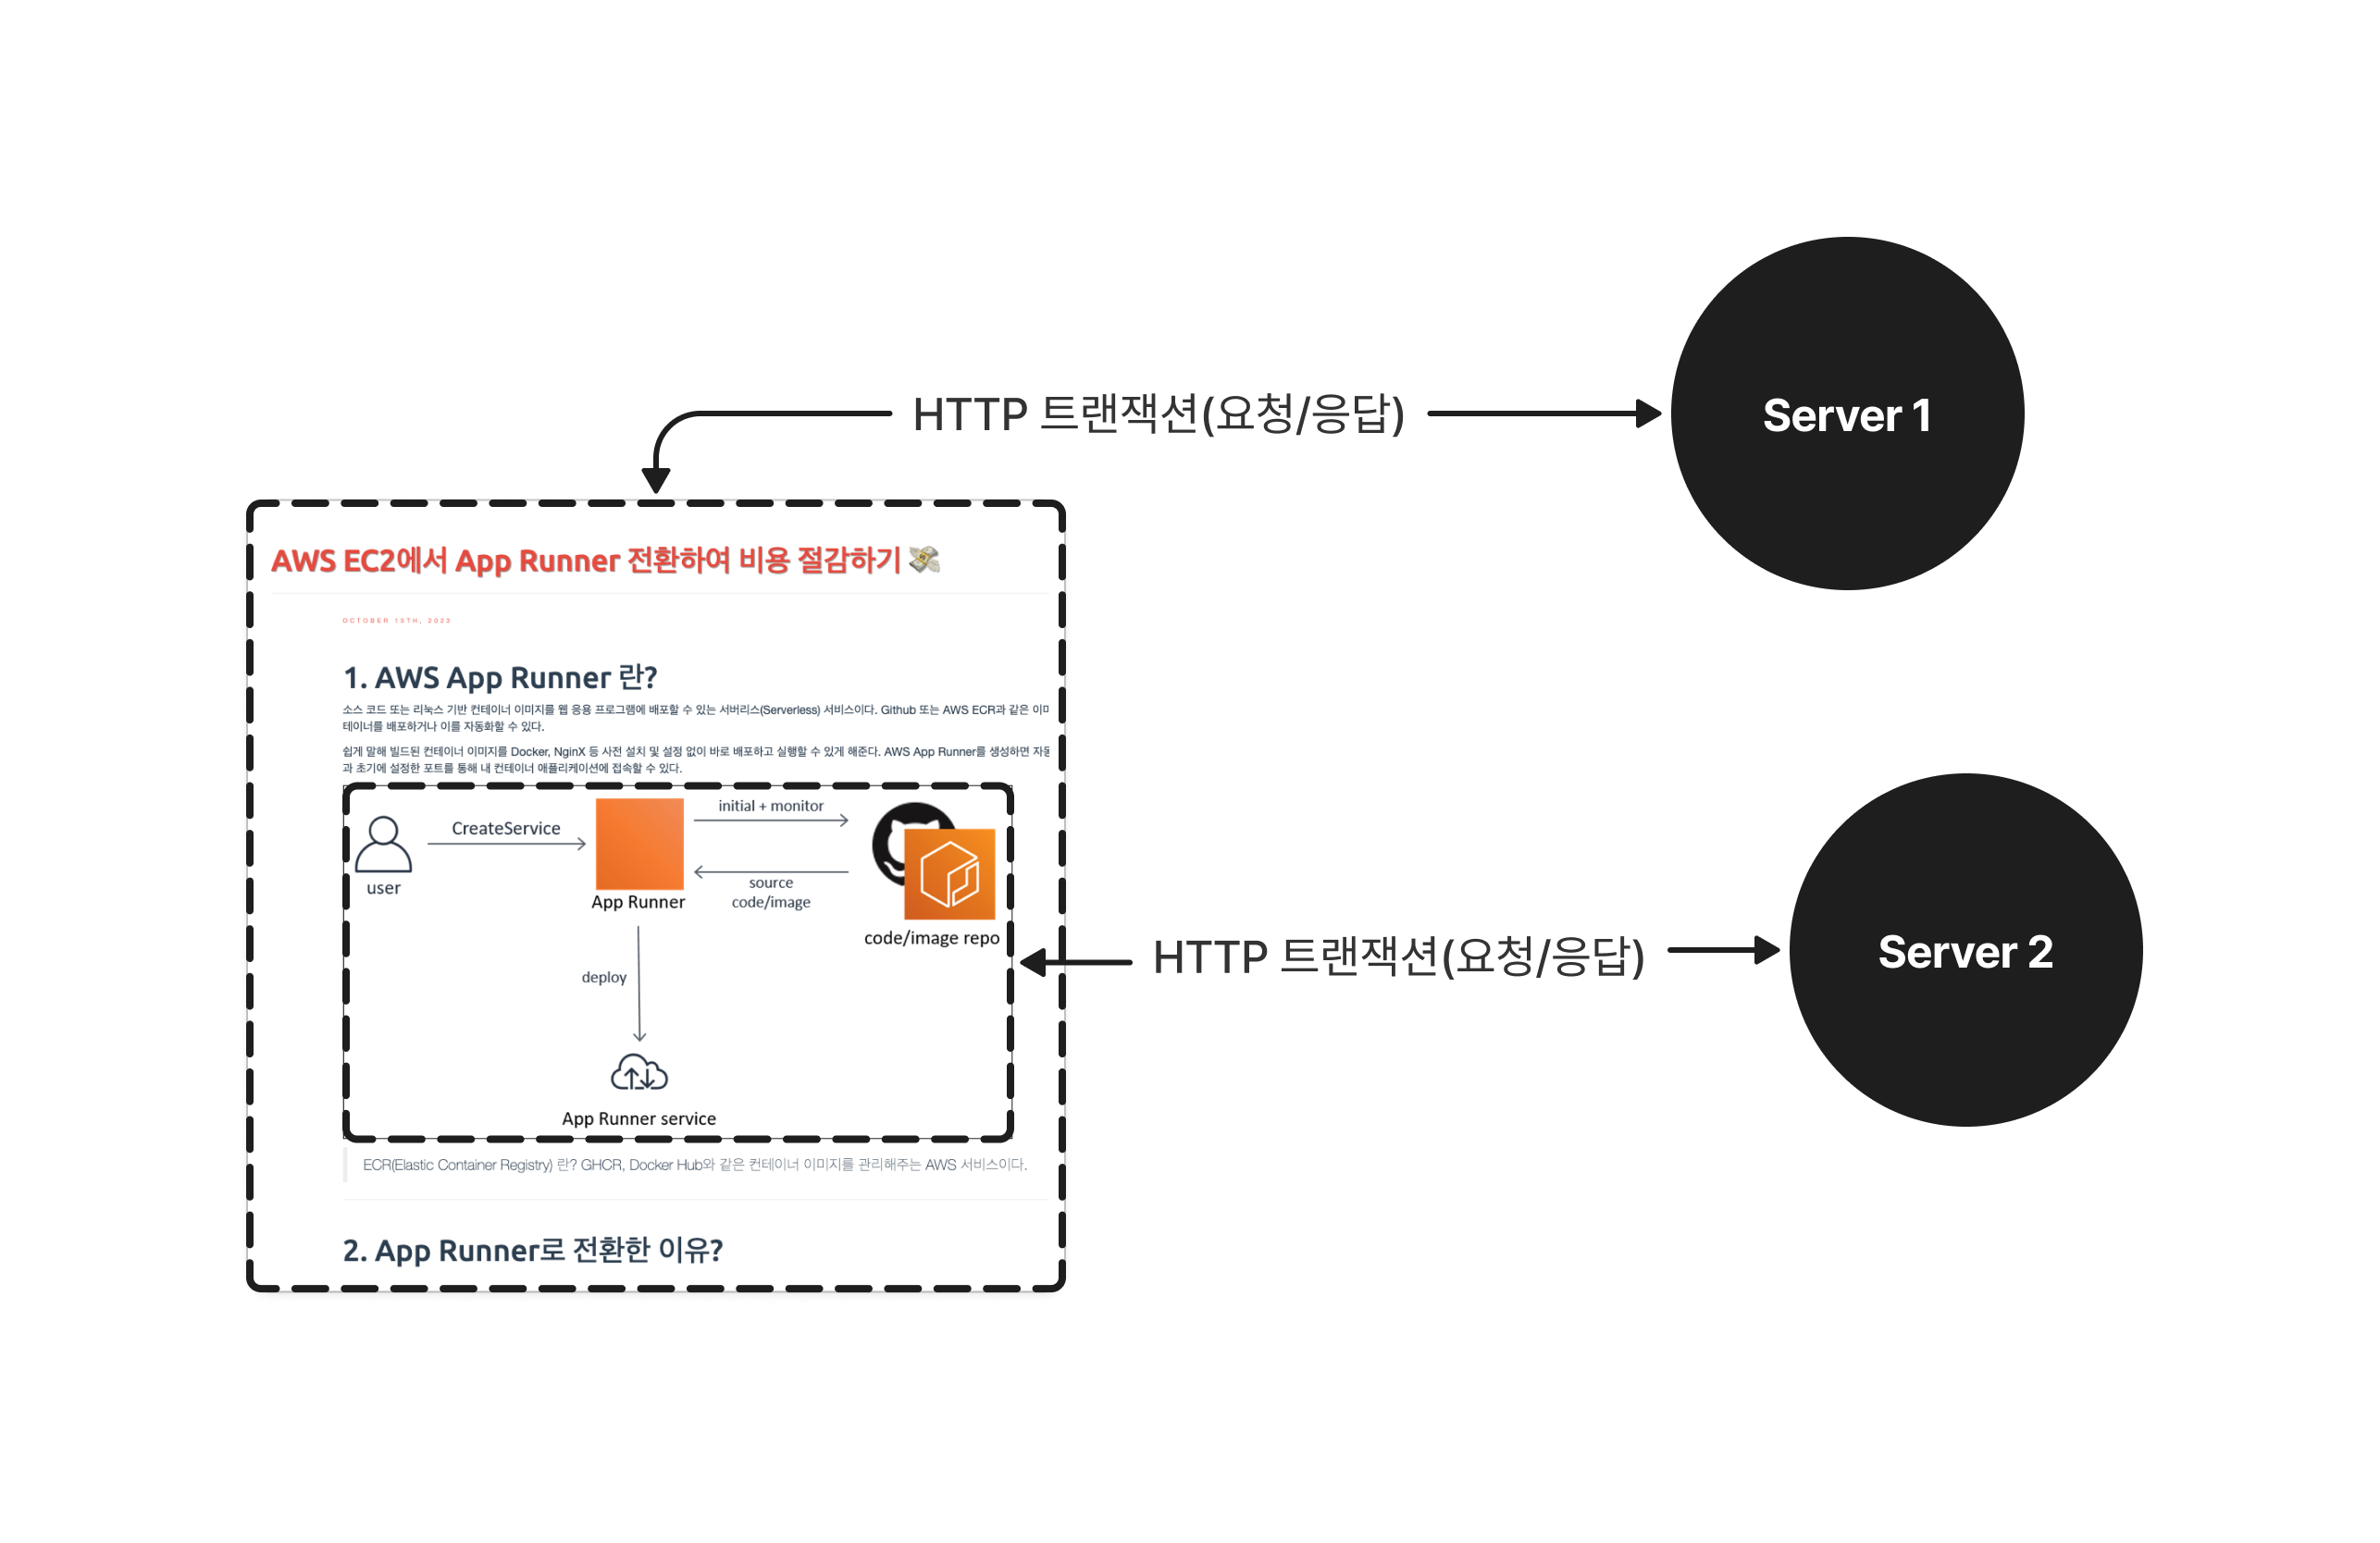 HTTP 트랜잭션(요청/응답)
Server 1
AWS EC2에서 App Runner 전환하여 비용 절감하기 💸
OCTOBER 15TH, 2023
1. AWS App Runner 란?
소스 코드 또는 리눅스 기반 컨테이너 이미지를 웹 응용 프로그램에 배포할 수 있는 서버리스(Serverless) 서비스이다. Github 또는 AWS ECR과 같은 이미
테이너를 배포하거나 이를 자동화할 수 있다.
쉽게 말해 빌드된 컨테이너 이미지를 Docker, NginX 등 사전 설치 및 설정 없이 바로 배포하고 실행할 수 있게 해준다. AWS App Runner를 생성하면 자동
과 초기에 설정한 포트를 통해 내 컨테이너 애플리케이션에 접속할 수 있다.
initial + monitor
CreateService
user
App Runner
source
code/image
code/image repo
deploy
App Runner service
HTTP 트랜잭션(요청/응답)
Server 2
ECR(Elastic Container Registry) 란? GHCR, Docker Hub와 같은 컨테이너 이미지를 관리해주는 AWS 서비스이다.
2. App Runner로 전환한 이유?